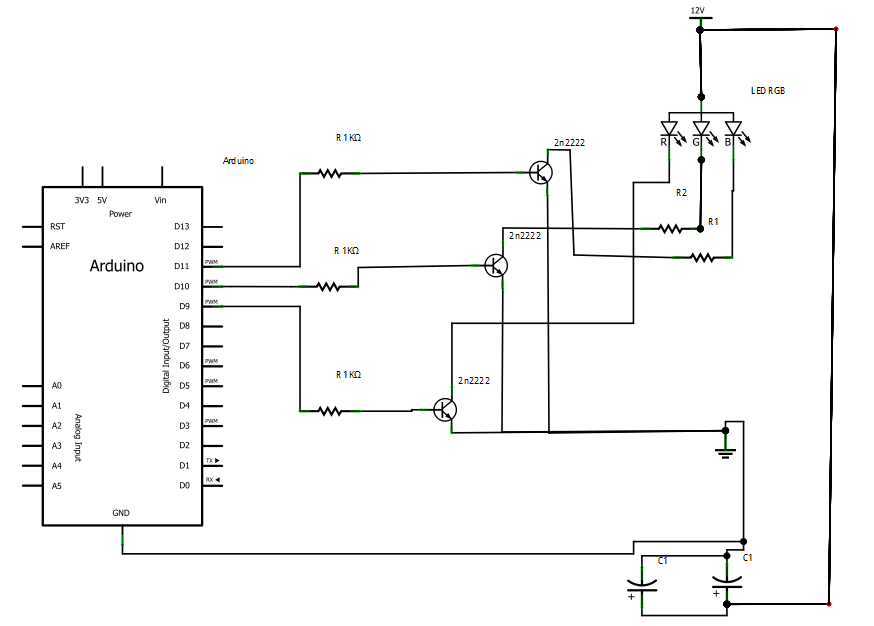 12V
LED RGB
R 1KΩ
2n2222
Arduino
R
G
B
3V3
5V
Vin
Power
R2
RST
D13
R1
AREF
D12
2n2222
R 1KΩ
Arduino
D11
PWM
D10
PWM
D9
PWM
D8
Digital Input/Output
D7
D6
PWM
R 1KΩ
2n2222
A0
D5
PWM
A1
D4
A2
D3
PWM
Analog Input
A3
D2
A4
D1
TX ▶
A5
D0
RX ◀
GND
C1
C1
+
+